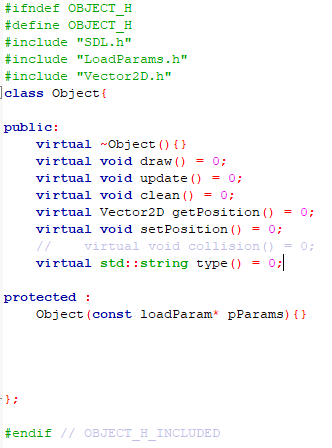 #ifndef OBJECT_H
#define OBJECT_H
#include "SDL.h"
#include "LoadParams.h"
#include "Vector2D.h"
class Object{
public:
    virtual ~Object(){}
    virtual void draw() = 0;
    virtual void update() = 0;
    virtual void clean() = 0;
    virtual Vector2D getPosition() = 0;
    virtual void setPosition() = 0;
    //    virtual void collision() = 0;
    virtual std::string type() = 0;
protected :
    Object(const loadParam* pParams){}
};
#endif // OBJECT_H_INCLUDED